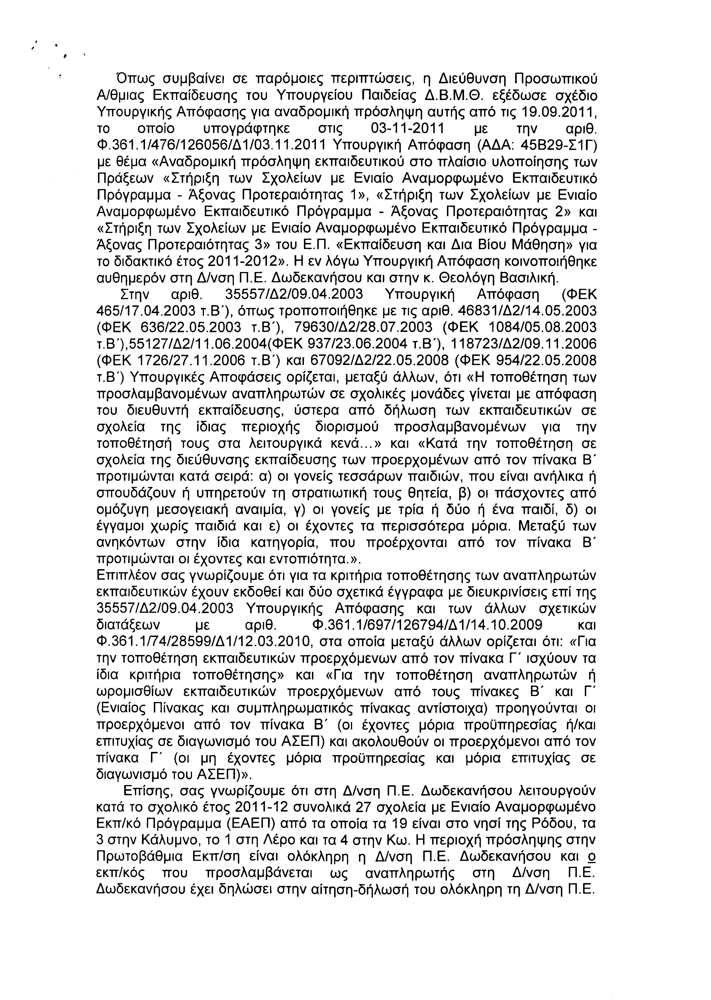 Όπως συμβαίνει σε παρόμοιες περιπτώσεις, η Διεύθυνση Προσωπικού
Α/θμιας Εκπαίδευσης του Υπουργείου Παιδείας Δ.Β.Μ.Θ. εξέδωσε σχέδιο
Υπουργικής Απόφασης για αναδρομική πρόσληψη αυτής από τις 19.09.2011,
το οποίο υπογράφτηκε στις 03-11-2011 με την αριθ.
Φ.361.1/476/126056/Δ1/03.11.2011 Υπουργική Απόφαση (ΑΔΑ: 45Β29-Σ1Γ)
με θέμα «Αναδρομική πρόσληψη εκπαιδευτικού στο πλαίσιο υλοποίησης των
Πράξεων «Στήριξη των Σχολείων με Ενιαίο Αναμορφωμένο Εκπαιδευτικό
Πρόγραμμα - Άξονας Προτεραιότητας 1», «Στήριξη των Σχολείων με Ενιαίο
Αναμορφωμένο Εκπαιδευτικό Πρόγραμμα - Άξονας Προτεραιότητας 2» και
«Στήριξη των Σχολείων με Ενιαίο Αναμορφωμένο Εκπαιδευτικό Πρόγραμμα -
Άξονας Προτεραιότητας 3» του Ε.Π. «Εκπαίδευση και Δια Βίου Μάθηση» για
το διδακτικό έτος 2011-2012». Η εν λόγω Υπουργική Απόφαση κοινοποιήθηκε
αυθημερόν στη Δ/νση Π.Ε. Δωδεκανήσου και στην κ. Θεολόγη Βασιλική.
Στην αριθ. 35557/Δ2/09.04.2003 Υπουργική Απόφαση (ΦΕΚ
465/17.04.2003 τ.Β΄), όπως τροποποιήθηκε με τις αριθ. 46831/Δ2/14.05.2003
(ΦΕΚ 636/22.05.2003 τ.Β΄), 79630/Δ2/28.07.2003 (ΦΕΚ 1084/05.08.2003
τ.Β΄),55127/Δ2/11.06.2004(ΦΕΚ 937/23.06.2004 τ.Β΄), 118723/Δ2/09.11.2006
(ΦΕΚ 1726/27.11.2006 τ.Β΄) και 67092/Δ2/22.05.2008 (ΦΕΚ 954/22.05.2008
τ.Β΄) Υπουργικές Αποφάσεις ορίζεται, μεταξύ άλλων, ότι «Η τοποθέτηση των
προσλαμβανομένων αναπληρωτών σε σχολικές μονάδες γίνεται με απόφαση
του διευθυντή εκπαίδευσης, ύστερα από δήλωση των εκπαιδευτικών σε
σχολεία της ίδιας περιοχής διορισμού προσλαμβανομένων για την
τοποθέτησή τους στα λειτουργικά κενά...» και «Κατά την τοποθέτηση σε
σχολεία της διεύθυνσης εκπαίδευσης των προερχομένων από τον πίνακα Β΄
προτιμώνται κατά σειρά: α) οι γονείς τεσσάρων παιδιών, που είναι ανήλικα ή
σπουδάζουν ή υπηρετούν τη στρατιωτική τους θητεία, β) οι πάσχοντες από
ομόζυγη μεσογειακή αναιμία, γ) οι γονείς με τρία ή δύο ή ένα παιδί, δ) οι
έγγαμοι χωρίς παιδιά και ε) οι έχοντες τα περισσότερα μόρια. Μεταξύ των
ανηκόντων στην ίδια κατηγορία, που προέρχονται από τον πίνακα Β΄
προτιμώνται οι έχοντες και εντοπιότητα.».
Επιπλέον σας γνωρίζουμε ότι για τα κριτήρια τοποθέτησης των αναπληρωτών
εκπαιδευτικών έχουν εκδοθεί και δύο σχετικά έγγραφα με διευκρινίσεις επί της
35557/Δ2/09.04.2003 Υπουργικής Απόφασης και των άλλων σχετικών
διατάξεων με αριθ. Φ.361.1/697/126794/Δ1/14.10.2009 και
Φ.361.1/74/28599/Δ1/12.03.2010, στα οποία μεταξύ άλλων ορίζεται ότι: «Για
την τοποθέτηση εκπαιδευτικών προερχόμενων από τον πίνακα Γ΄ ισχύουν τα
ίδια κριτήρια τοποθέτησης» και «Για την τοποθέτηση αναπληρωτών ή
ωρομισθίων εκπαιδευτικών προερχόμενων από τους πίνακες Β΄ και Γ΄
(Ενιαίος Πίνακας και συμπληρωματικός πίνακας αντίστοιχα) προηγούνται οι
προερχόμενοι από τον πίνακα Β΄ (οι έχοντες μόρια προϋπηρεσίας ή/και
επιτυχίας σε διαγωνισμό του ΑΣΕΠ) και ακολουθούν οι προερχόμενοι από τον
πίνακα Γ΄ (οι μη έχοντες μόρια προϋπηρεσίας και μόρια επιτυχίας σε
διαγωνισμό του ΑΣΕΠ)».
Επίσης, σας γνωρίζουμε ότι στη Δ/νση Π.Ε. Δωδεκανήσου λειτουργούν
κατά το σχολικό έτος 2011-12 συνολικά 27 σχολεία με Ενιαίο Αναμορφωμένο
Εκπ/κό Πρόγραμμα (ΕΑΕΠ) από τα οποία τα 19 είναι στο νησί της Ρόδου, τα
3 στην Κάλυμνο, το 1 στη Λέρο και τα 4 στην Κω. Η περιοχή πρόσληψης στην
Πρωτοβάθμια Εκπ/ση είναι ολόκληρη η Δ/νση Π.Ε. Δωδεκανήσου και ο
εκπ/κός που προσλαμβάνεται ως αναπληρωτής στη Δ/νση Π.Ε.
Δωδεκανήσου έχει δηλώσει στην αίτηση-δήλωσή του ολόκληρη τη Δ/νση Π.Ε.